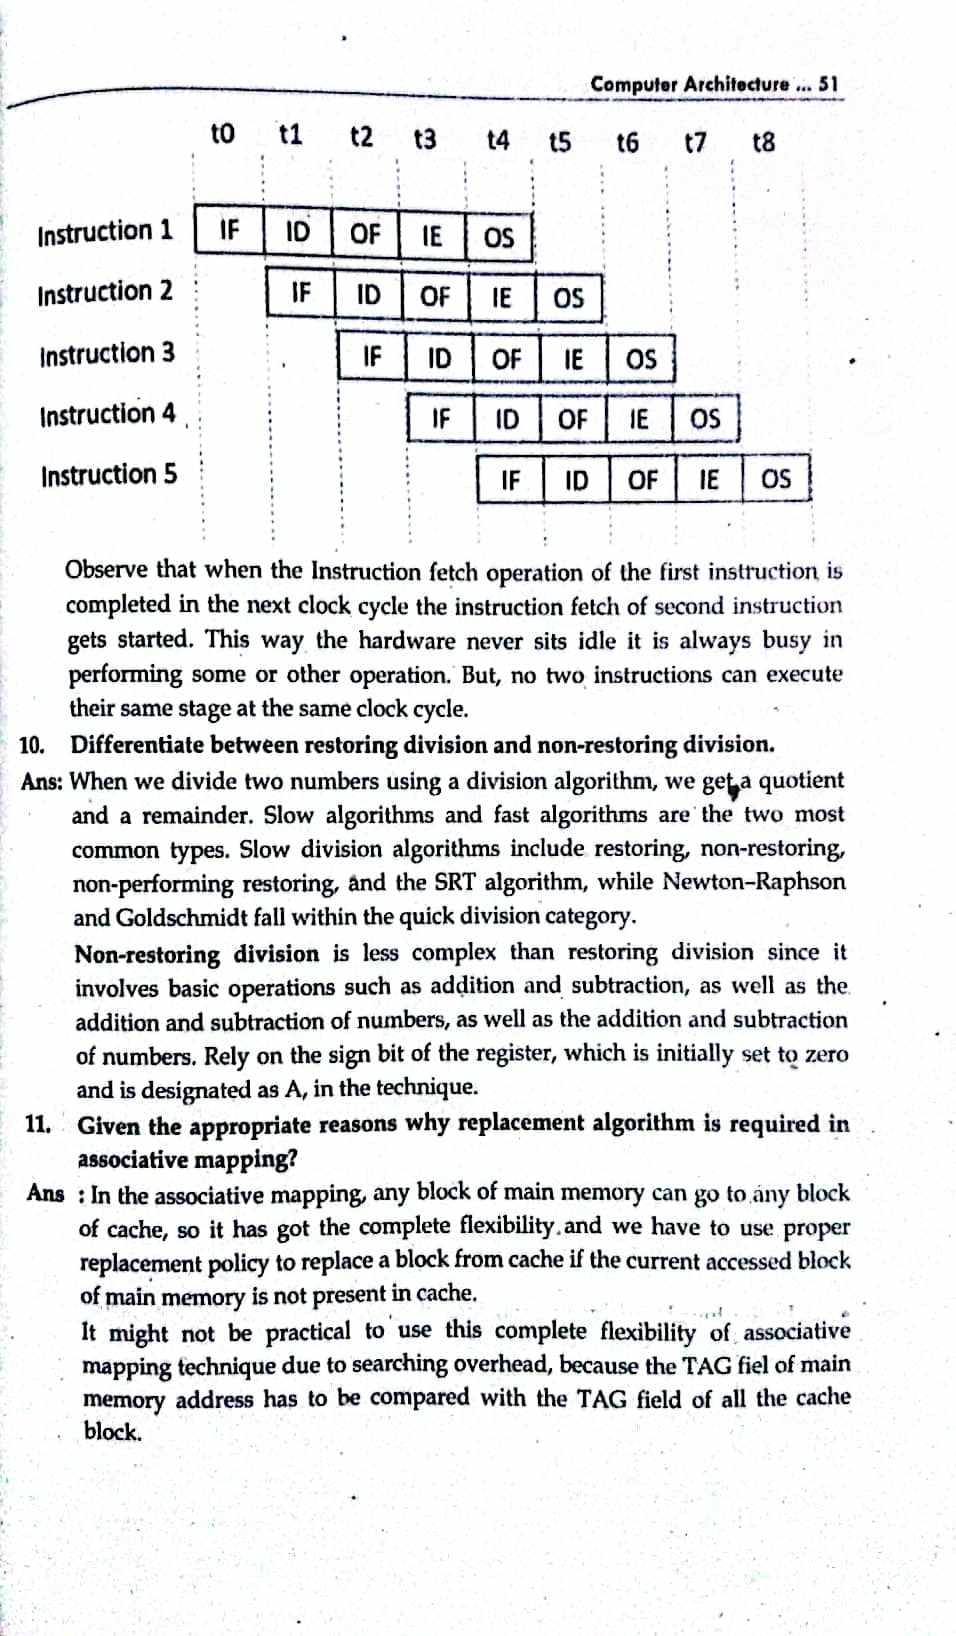 Computer Architecture ... 51
t0 t1 t2 t3 t4 t5 t6 t7 t8
Instruction 1 IF ID OF IE OS
Instruction 2 IF ID OF IE OS
Instruction 3 IF ID OF IE OS
Instruction 4 IF ID OF IE OS
Instruction 5 IF ID OF IE OS
Observe that when the Instruction fetch operation of the first instruction is
completed in the next clock cycle the instruction fetch of second instruction
gets started. This way the hardware never sits idle it is always busy in
performing some or other operation. But, no two instructions can execute
their same stage at the same clock cycle.
10. Differentiate between restoring division and non-restoring division.
Ans: When we divide two numbers using a division algorithm, we get a quotient
and a remainder. Slow algorithms and fast algorithms are the two most
common types. Slow division algorithms include restoring, non-restoring,
non-performing restoring, and the SRT algorithm, while Newton–Raphson
and Goldschmidt fall within the quick division category.
Non-restoring division is less complex than restoring division since it
involves basic operations such as addition and subtraction, as well as the
addition and subtraction of numbers, as well as the addition and subtraction
of numbers. Rely on the sign bit of the register, which is initially set to zero
and is designated as A, in the technique.
11. Given the appropriate reasons why replacement algorithm is required in
associative mapping?
Ans : In the associative mapping, any block of main memory can go to any block
of cache, so it has got the complete flexibility and we have to use proper
replacement policy to replace a block from cache if the current accessed block
of main memory is not present in cache.
It might not be practical to use this complete flexibility of associative
mapping technique due to searching overhead, because the TAG fiel of main
memory address has to be compared with the TAG field of all the cache
block.